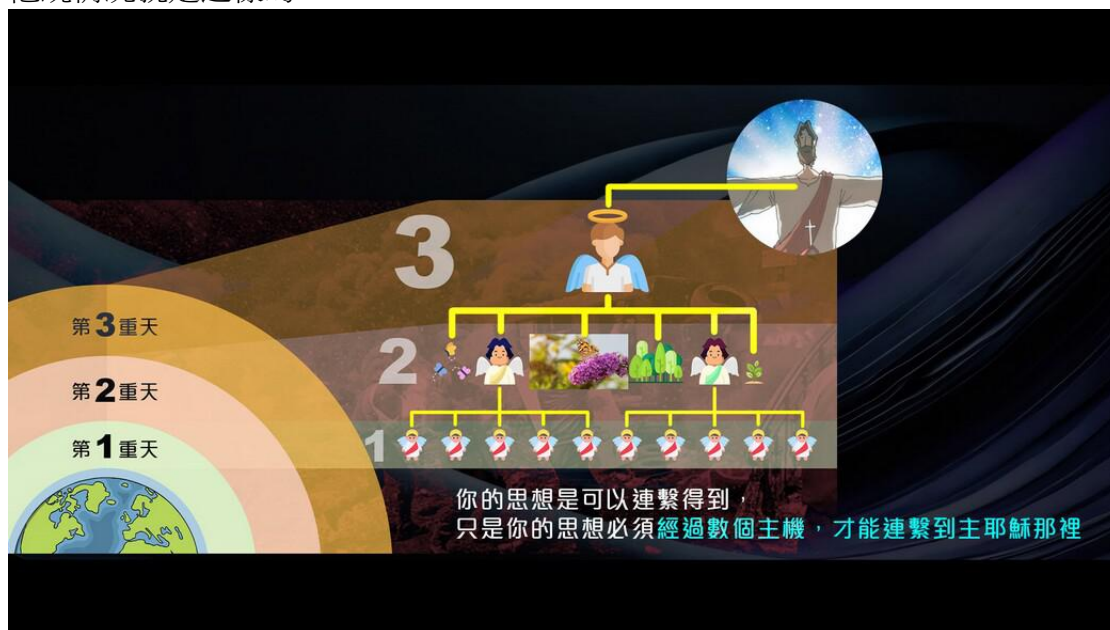 3
第3重天
2
第2重天
1
第1重天
你的思想是可以連繫得到，
只是你的思想必須經過數個主機，才能連繫到主耶穌那裡